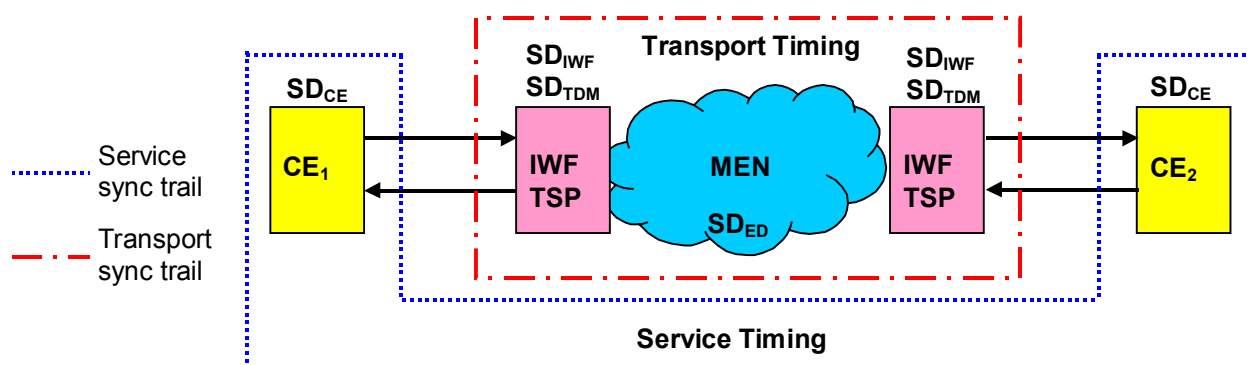 Transport Timing
SDIWF
SDTDM
SDIWF
SDTDM
SDCE
SDCE
Service
sync trail
Transport
sync trail
CE1
IWF
TSP
MEN
SDED
IWF
TSP
CE2
Service Timing